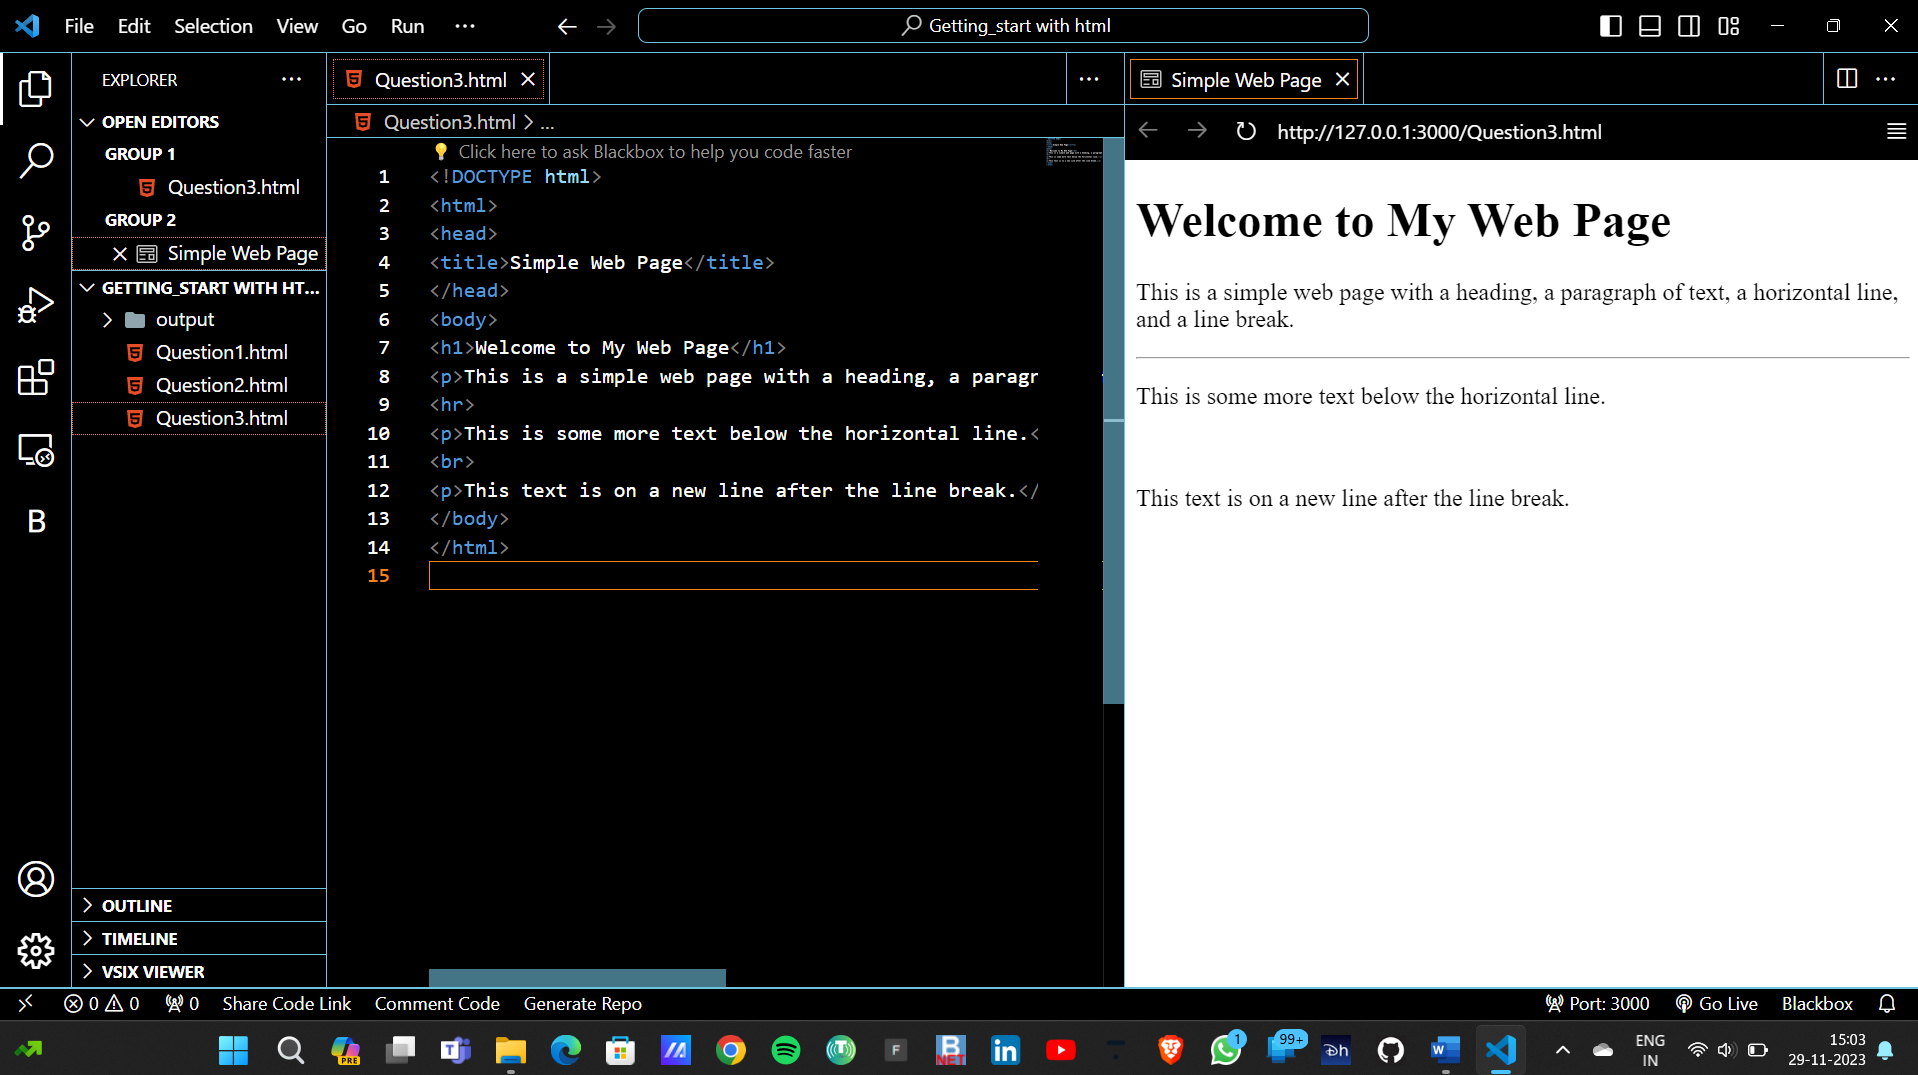 File Edit Selection View Go Run ...
Getting_start with html
EXPLORER ...
OPEN EDITORS
GROUP 1
Question3.html
GROUP 2
Simple Web Page
GETTING_START WITH HT...
output
Question1.html
Question2.html
Question3.html
OUTLINE
TIMELINE
VSIX VIEWER
Question3.html
Question3.html > ...
Click here to ask Blackbox to help you code faster
1 <!DOCTYPE html>
2 <html>
3 <head>
4 <title>Simple Web Page</title>
5 </head>
6 <body>
7 <h1>Welcome to My Web Page</h1>
8 <p>This is a simple web page with a heading, a paragr
9 <hr>
10 <p>This is some more text below the horizontal line.<
11 <br>
12 <p>This text is on a new line after the line break.</
13 </body>
14 </html>
15
Simple Web Page
http://127.0.0.1:3000/Question3.html
Welcome to My Web Page
This is a simple web page with a heading, a paragraph of text, a horizontal line,
and a line break.
This is some more text below the horizontal line.
This text is on a new line after the line break.
B
0 0 0 Share Code Link Comment Code Generate Repo
Port: 3000 Go Live Blackbox
PRE
T
F
B
NET
in
1
99+
Dh
W
ENG
IN
15:03
29-11-2023